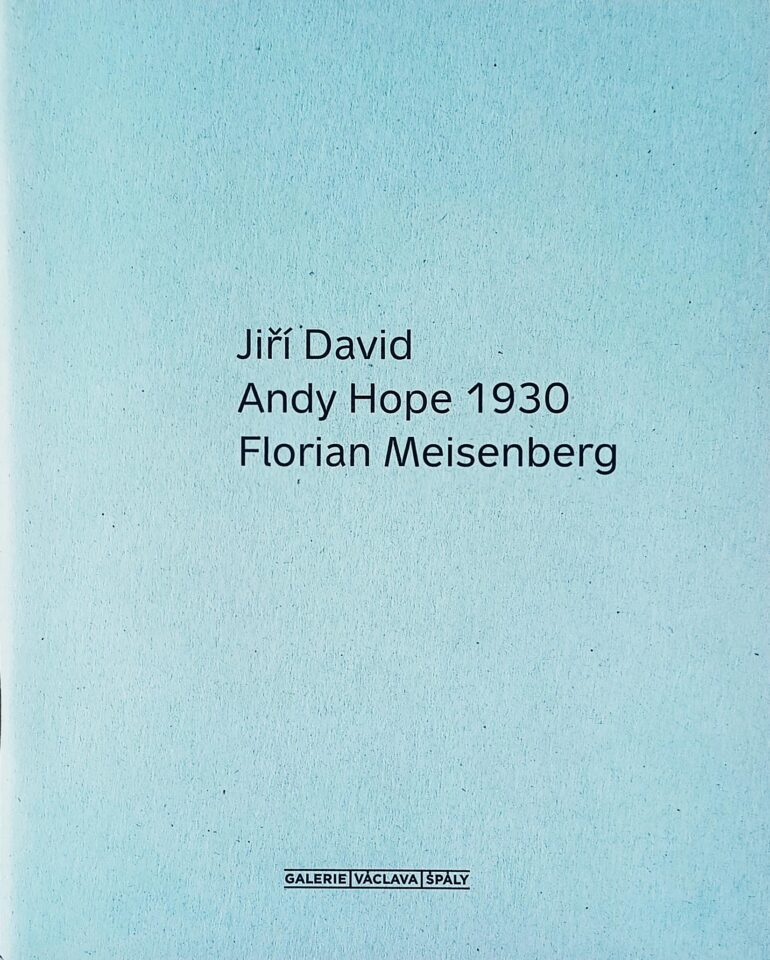 Jiří David
Andy Hope 1930
Florian Meisenberg
GALERIE VÁCLAVA ŠPÁLY